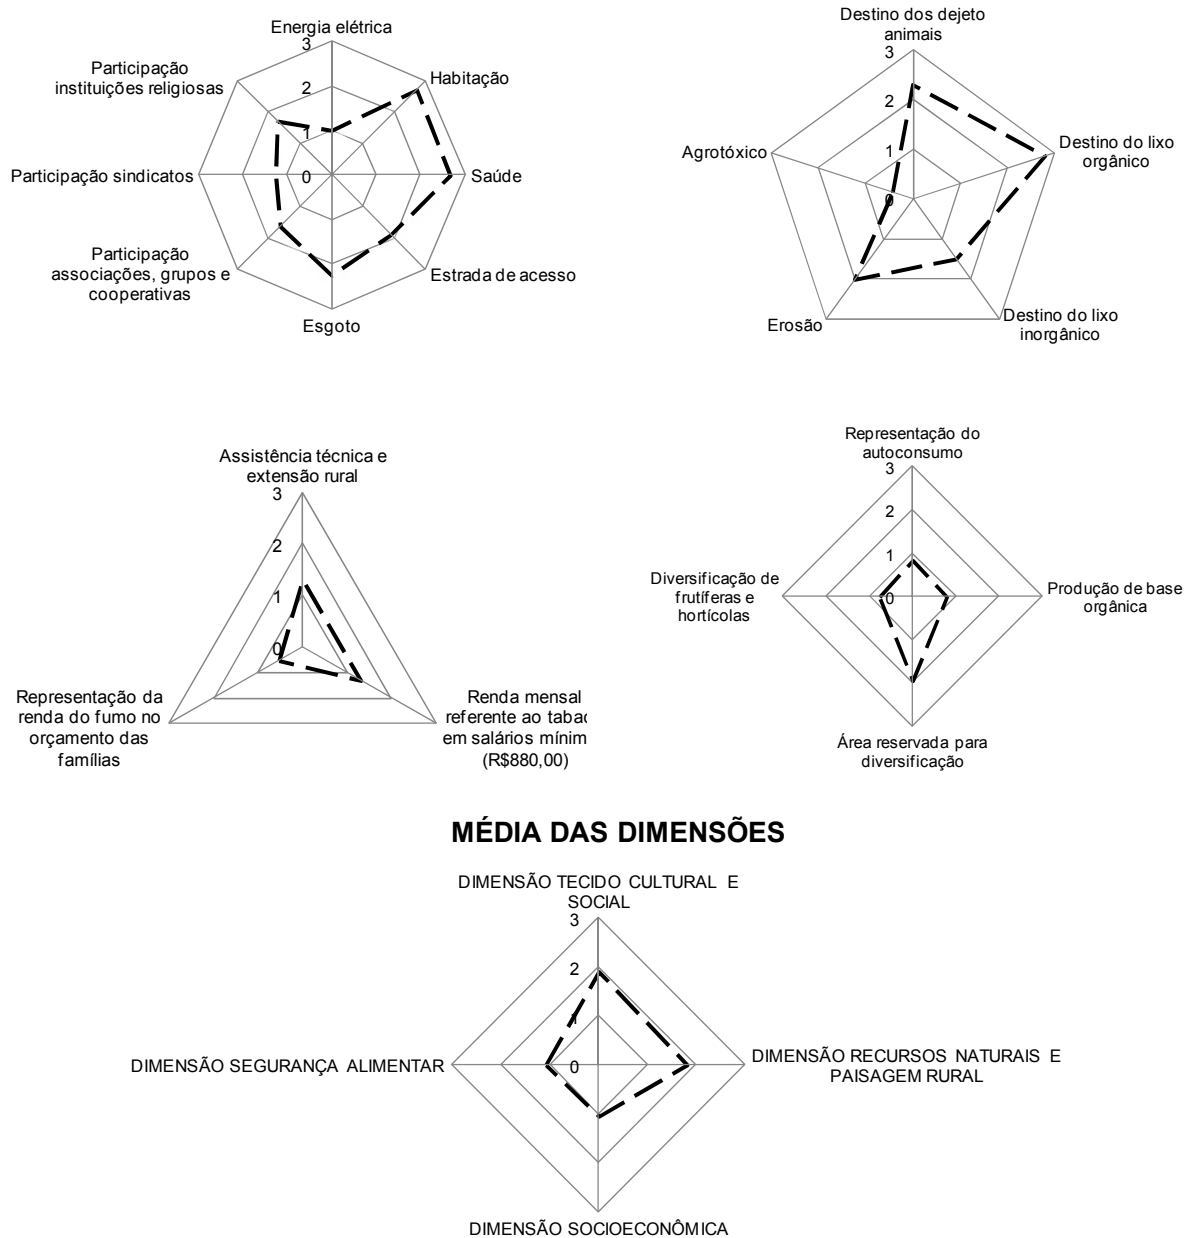 Energia elétrica
3
Habitação
Participação
instituições religiosas
2
1
Participação sindicatos
0
Saúde
Participação
associações, grupos e
cooperativas
Estrada de acesso
Esgoto
Destino dos dejeto
animais
3
2
Agrotóxico
1
Destino do lixo
orgânico
0
Erosão
Destino do lixo
inorgânico
Assistência técnica e
extensão rural
3
2
1
0
Representação da
renda do fumo no
orçamento das
famílias
Renda mensal
referente ao tabac
em salários mínim
(R$880,00)
Representação do
autoconsumo
3
2
1
Diversificação de
frutíferas e
hortícolas
0
Produção de base
orgânica
Área reservada para
diversificação
MÉDIA DAS DIMENSÕES
DIMENSÃO TECIDO CULTURAL E
SOCIAL
3
2
1
DIMENSÃO SEGURANÇA ALIMENTAR
0
DIMENSÃO RECURSOS NATURAIS E
PAISAGEM RURAL
DIMENSÃO SOCIOECONÔMICA